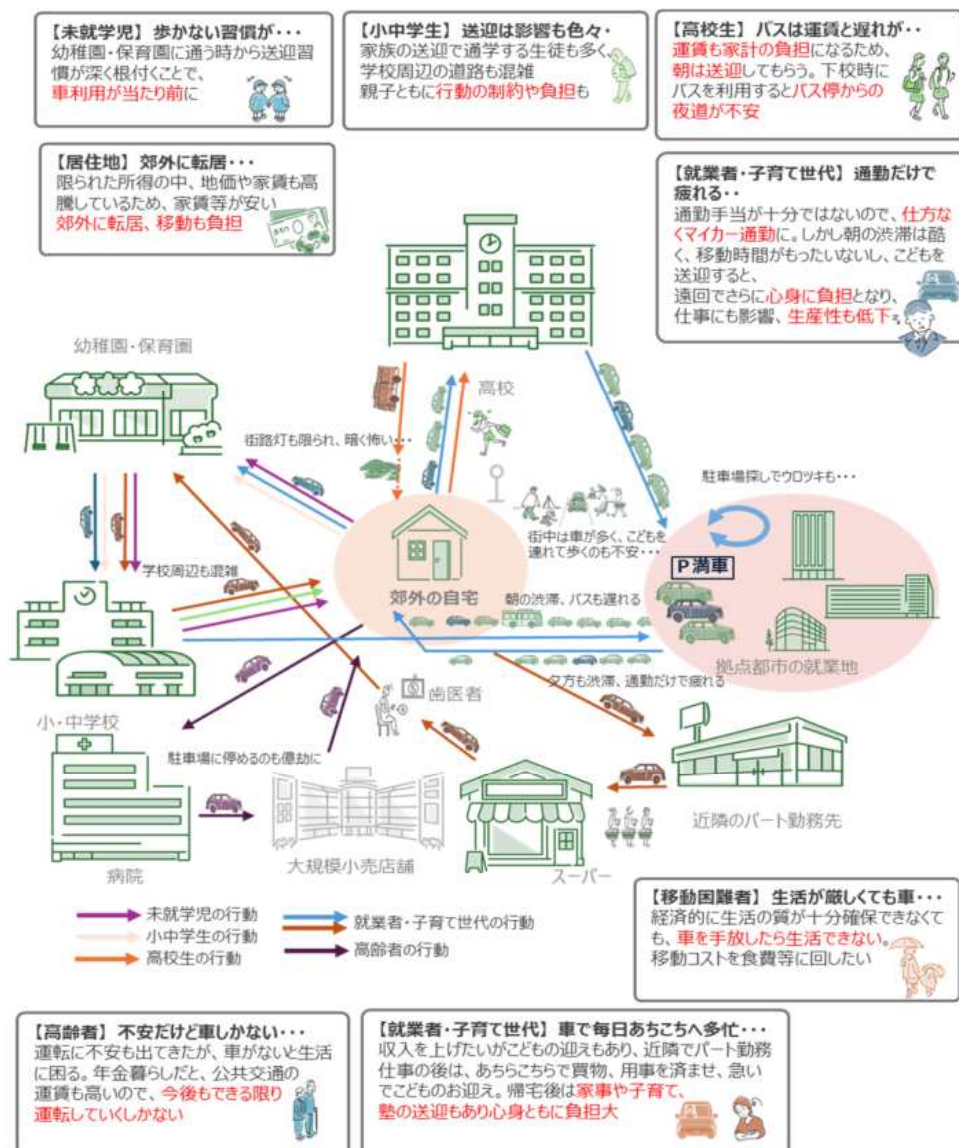 【未就学児】 歩かない習慣が・・・
幼稚園・保育園に通う時から送迎習
慣が深く根付くことで、
車利用が当たり前に
【小中学生】 送迎は影響も色々・
家族の送迎で通学する生徒も多く、
学校周辺の道路も混雑
親子ともに行動の制約や負担も
【高校生】 バスは運賃と遅れが・・
運賃も家計の負担になるため、
朝は送迎してもらう。下校時に
バスを利用するとバス停からの
夜道が不安
【居住地】 郊外に転居・・・
限られた所得の中、地価や家賃も高
騰しているため、家賃等が安い
郊外に転居、移動も負担
【就業者・子育て世代】 通勤だけで
疲れる・・
通勤手当が十分ではないので、仕方な
くマイカー通勤に。しかし朝の渋滞は酷
く、移動時間がもったいないし、こどもを
送迎すると、
遠回でさらに心身に負担となり、
仕事にも影響、生産性も低下
幼稚園・保育園
高校
街路灯も限られ、暗く怖い・・・
駐車場探しでウロツキも・・・
街中は車が多く、こどもを
連れて歩くのも不安・・・
P満車
学校周辺も混雑
郊外の自宅
朝の渋滞、バスも遅れる
拠点都市の就業地
夕方も渋滞、通勤だけで疲れる
歯医者
小・中学校
駐車場に停めるのも億劫に
近隣のパート勤務先
病院
大規模小売店舗
スーパー
未就学児の行動
小中学生の行動
高校生の行動
就業者・子育て世代の行動
高齢者の行動
【移動困難者】 生活が厳しくても車・・・
経済的に生活の質が十分確保できなくて
も、車を手放したら生活できない。
移動コストを食費等に回したい
【高齢者】 不安だけど車しかない・・・
運転に不安も出てきたが、車がないと生活
に困る。年金暮らしだと、公共交通の
運賃も高いので、今後もできる限り
運転していくしかない
【就業者・子育て世代】 車で毎日あちこちへ多忙・・・
収入を上げたいがこどもの迎えもあり、近隣でパート勤務
仕事の後は、あちらこちらで買物、用事を済ませ、急い
でこどものお迎え。帰宅後は家事や子育て、
塾の送迎もあり心身ともに負担大